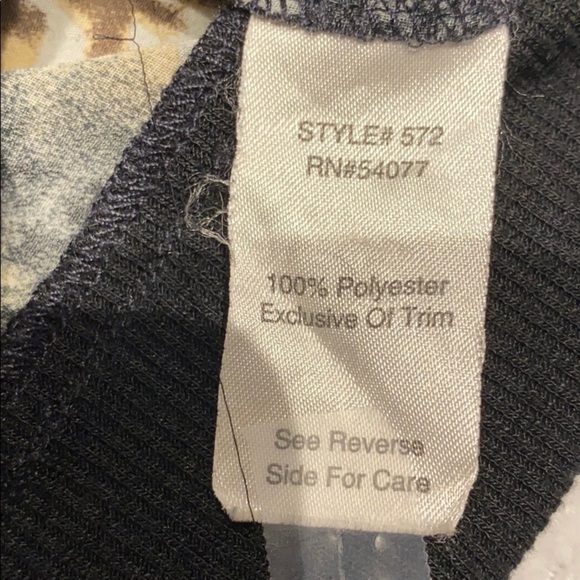 STYLE# 572
RN#54077
100% Polyester
Exclusive Of Trim
See Reverse
Side For Care